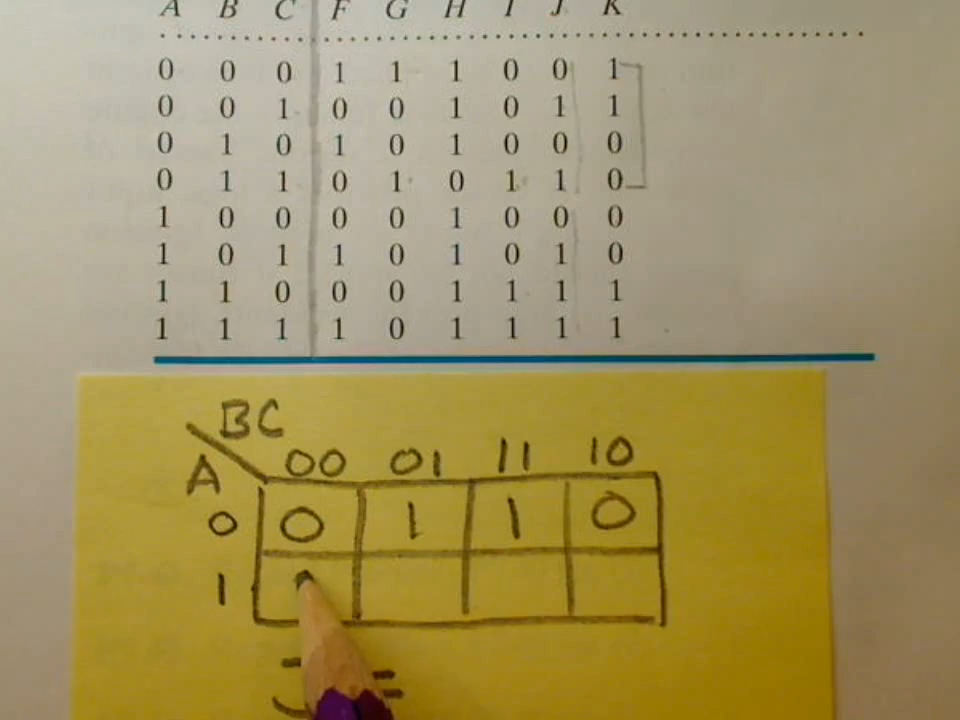 A B C F G H I J K
0 0 0 1 1 1 0 0 1
0 0 1 0 0 1 0 1 1
0 1 0 1 0 1 0 0 0
0 1 1 0 1 0 1 1 0
1 0 0 0 0 1 0 0 0
1 0 1 1 0 1 0 1 0
1 1 0 0 0 1 1 1 1
1 1 1 1 0 1 1 1 1
BC
A 00 01 11 10
0 0 1 1 0
1